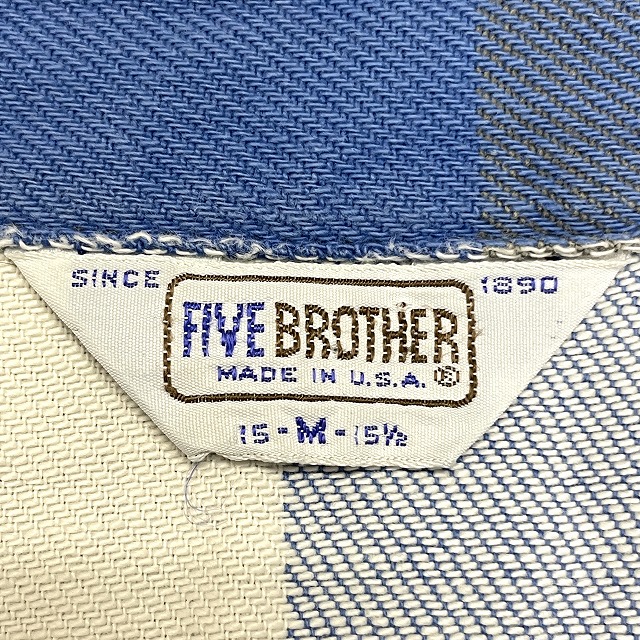 SINCE 1890
FIVE BROTHER
MADE IN U.S.A. ®
15-M-15½